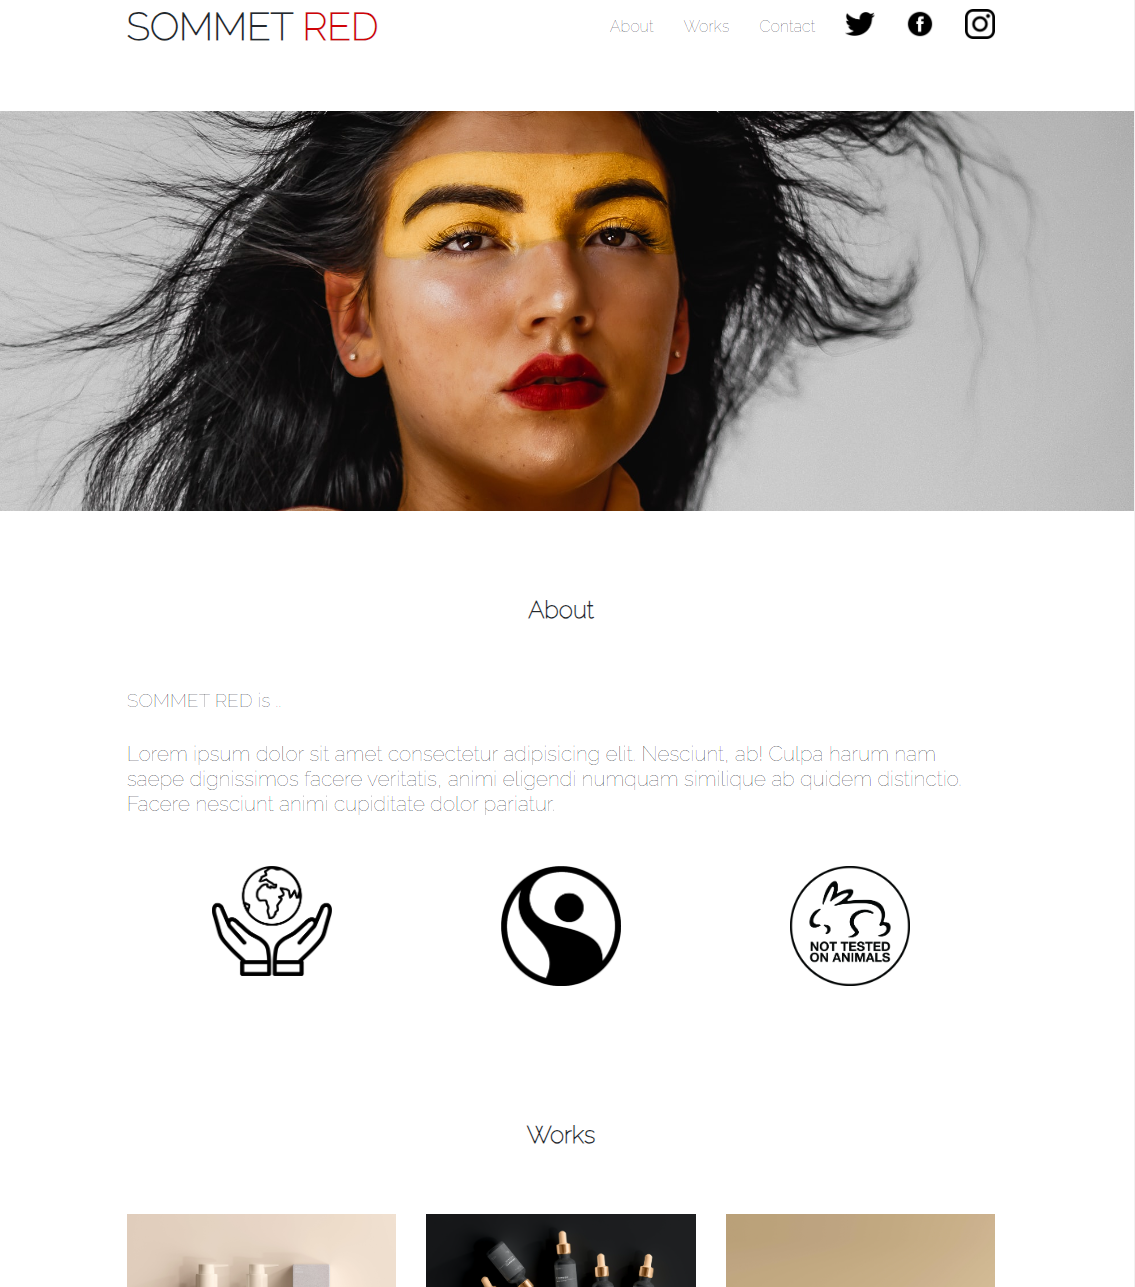 SOMMET RED
About
Works
Contact
About
SOMMET RED is ..
Lorem ipsum dolor sit amet consectetur adipisicing elit. Nesciunt, ab! Culpa harum nam
saepe dignissimos facere veritatis, animi eligendi numquam similique ab quidem distinctio.
Facere nesciunt animi cupiditate dolor pariatur.
NOT TESTED
ON ANIMALS
Works